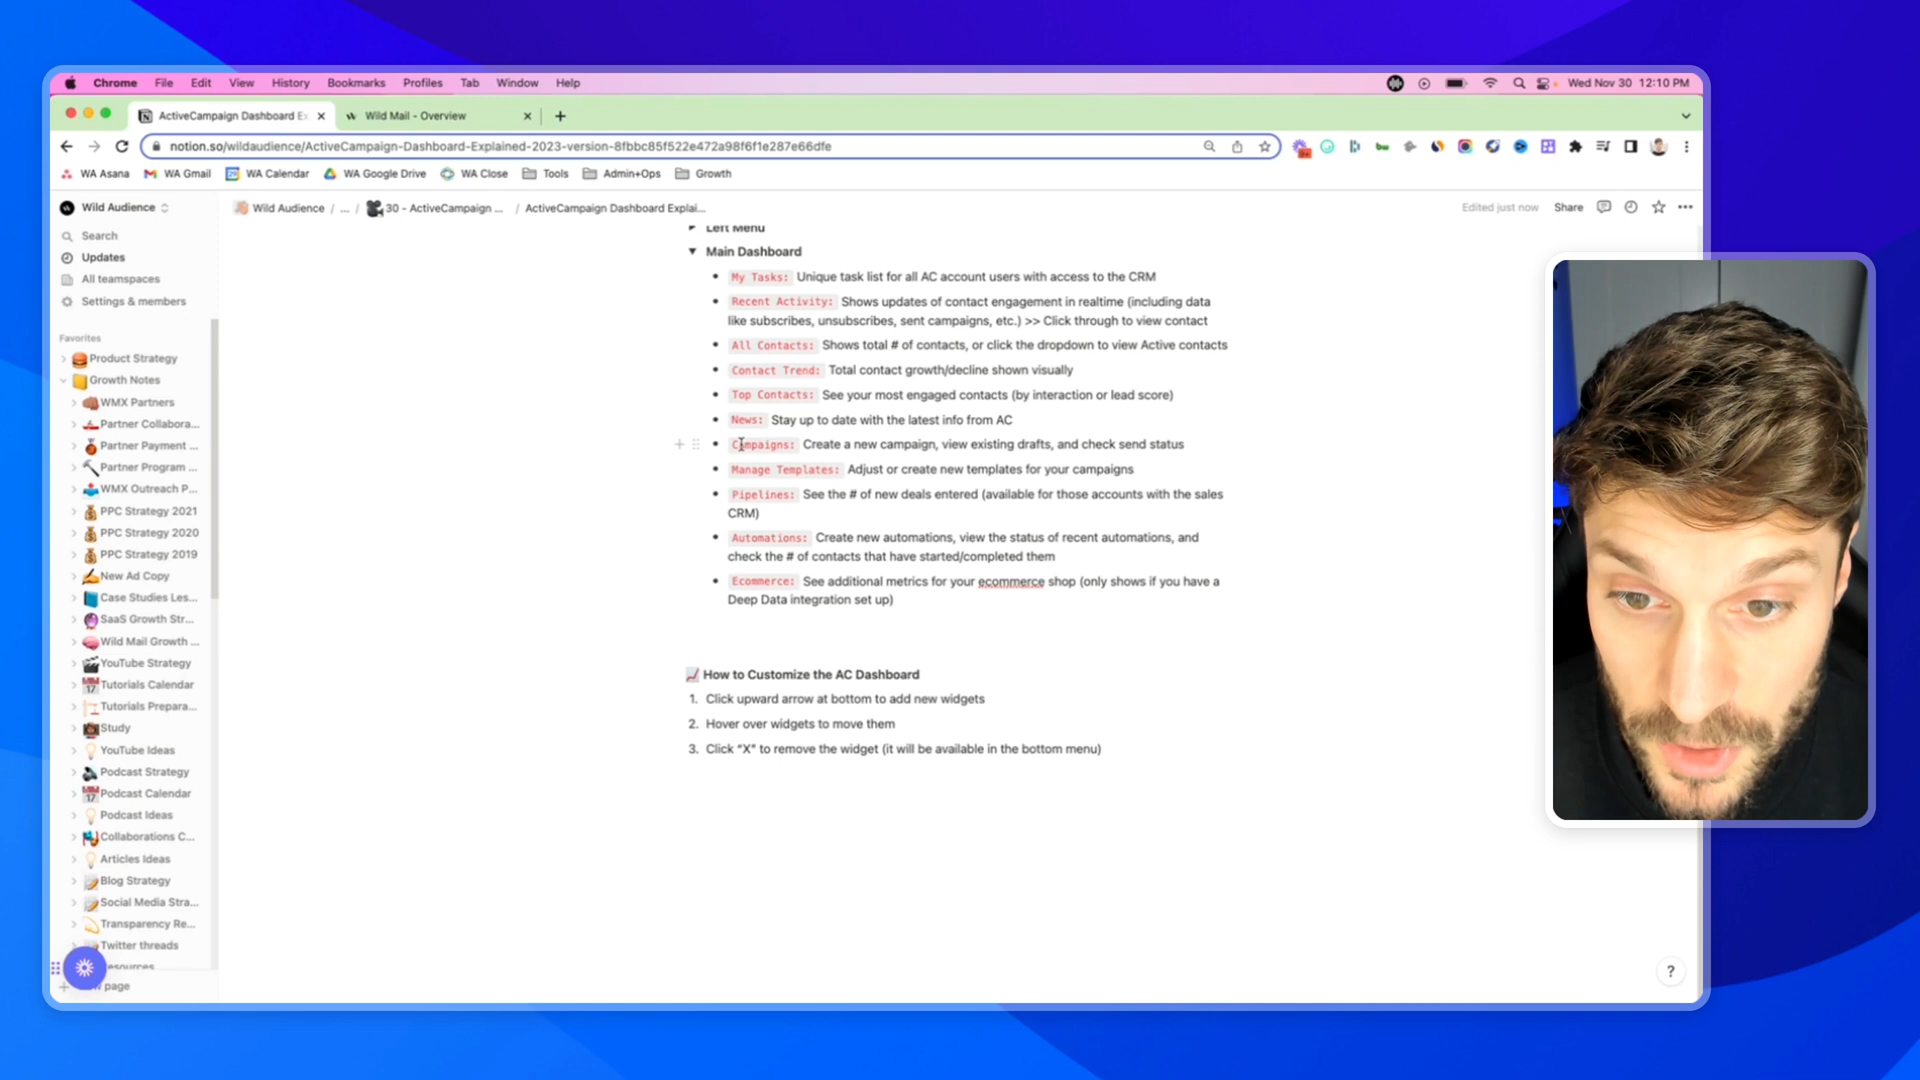 Chrome File Edit View History Bookmarks Profiles Tab Window Help Wed Nov 30 12:10 PM
ActiveCampaign Dashboard Ex Wild Mail - Overview
notion.so/wildaudience/ActiveCampaign-Dashboard-Explained-2023-version-8fbbc85f522e472a98f6f1e287e66dfe
WA Asana WA Gmail WA Calendar WA Google Drive WA Close Tools Admin+Ops Growth
Wild Audience
Wild Audience / ... / 30 - ActiveCampaign ... / ActiveCampaign Dashboard Explai...
Edited just now Share
Search
Updates
All teamspaces
Settings & members
Favorites
Product Strategy
Growth Notes
WMX Partners
Partner Collabora...
Partner Payment ...
Partner Program ...
WMX Outreach P...
PPC Strategy 2021
PPC Strategy 2020
PPC Strategy 2019
New Ad Copy
Case Studies Les...
SaaS Growth Str...
Wild Mail Growth ...
YouTube Strategy
Tutorials Calendar
Tutorials Prepara...
Study
YouTube Ideas
Podcast Strategy
Podcast Calendar
Podcast Ideas
Collaborations C...
Articles Ideas
Blog Strategy
Social Media Stra...
Transparency Re...
Twitter threads
page
Left Menu
Main Dashboard
• My Tasks: Unique task list for all AC account users with access to the CRM
• Recent Activity: Shows updates of contact engagement in realtime (including data
like subscribes, unsubscribes, sent campaigns, etc.) >> Click through to view contact
• All Contacts: Shows total # of contacts, or click the dropdown to view Active contacts
• Contact Trend: Total contact growth/decline shown visually
• Top Contacts: See your most engaged contacts (by interaction or lead score)
• News: Stay up to date with the latest info from AC
• Campaigns: Create a new campaign, view existing drafts, and check send status
• Manage Templates: Adjust or create new templates for your campaigns
• Pipelines: See the # of new deals entered (available for those accounts with the sales
CRM)
• Automations: Create new automations, view the status of recent automations, and
check the # of contacts that have started/completed them
• Ecommerce: See additional metrics for your ecommerce shop (only shows if you have a
Deep Data integration set up)
How to Customize the AC Dashboard
1. Click upward arrow at bottom to add new widgets
2. Hover over widgets to move them
3. Click “X” to remove the widget (it will be available in the bottom menu)
?